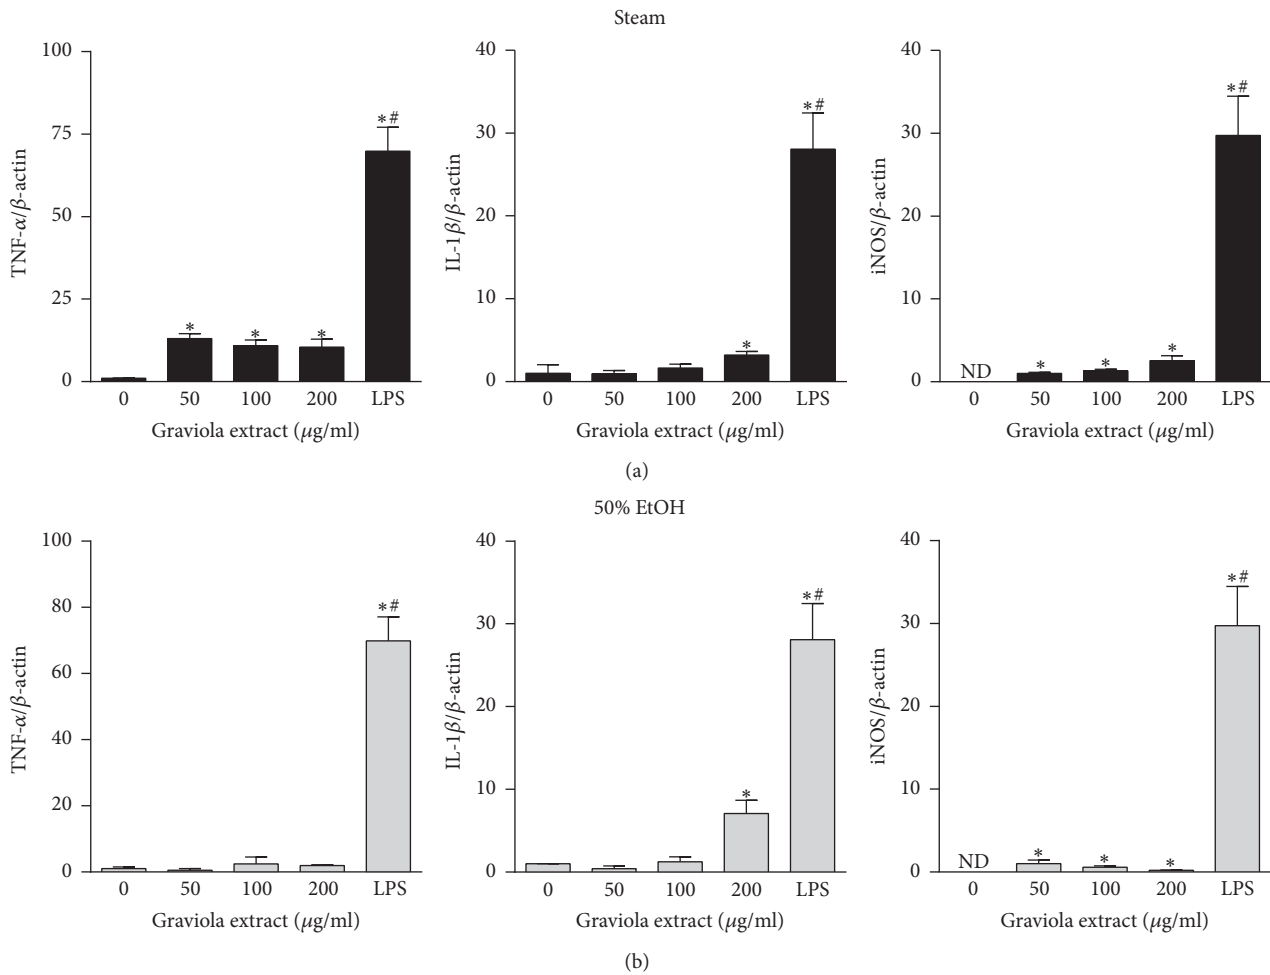 Steam
TNF-α/β-actin
100
75
50
25
0
*
*
*
*#
0 50 100 200 LPS
Graviola extract (μg/ml)
IL-1β/β-actin
40
30
20
10
0
*
*#
0 50 100 200 LPS
Graviola extract (μg/ml)
iNOS/β-actin
40
30
20
10
0
ND
*
*
*
*#
0 50 100 200 LPS
Graviola extract (μg/ml)
(a)
50% EtOH
TNF-α/β-actin
100
80
60
40
20
0
*#
0 50 100 200 LPS
Graviola extract (μg/ml)
IL-1β/β-actin
40
30
20
10
0
*
*#
0 50 100 200 LPS
Graviola extract (μg/ml)
iNOS/β-actin
40
30
20
10
0
ND
*
*
*
*#
0 50 100 200 LPS
Graviola extract (μg/ml)
(b)